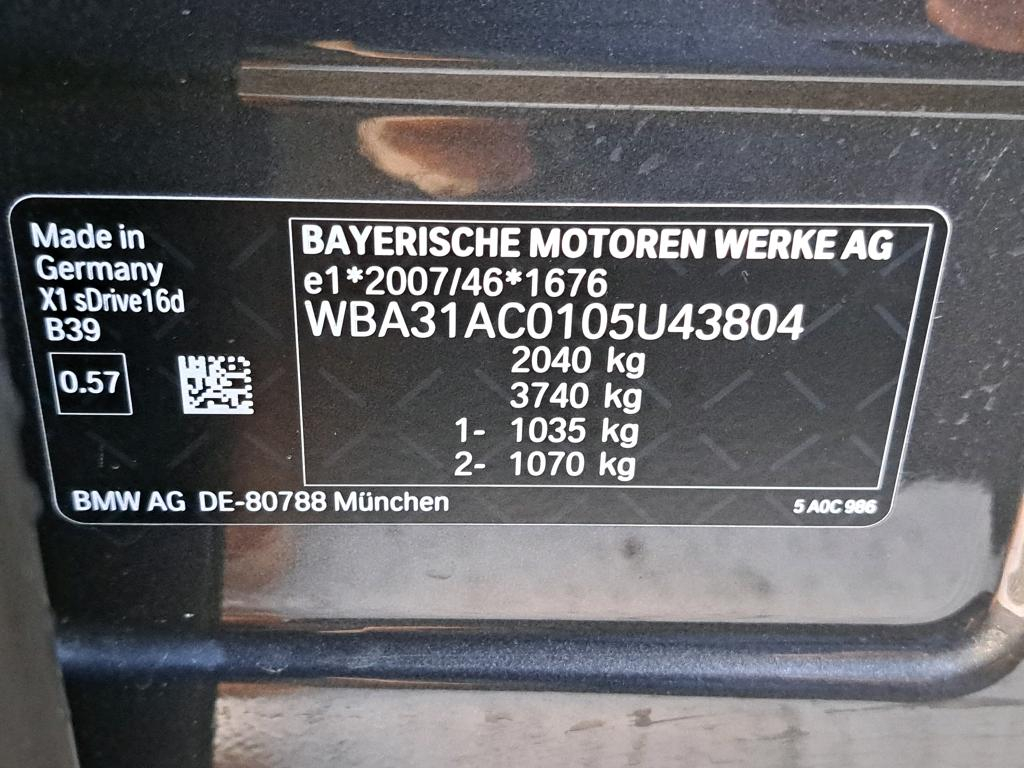 Made in
Germany
X1 sDrive16d
B39
0.57
BAYERISCHE MOTOREN WERKE AG
e1*2007/46*1676
WBA31AC0105U43804
2040 kg
3740 kg
1- 1035 kg
2- 1070 kg
BMW AG DE-80788 München
5 A0C 986